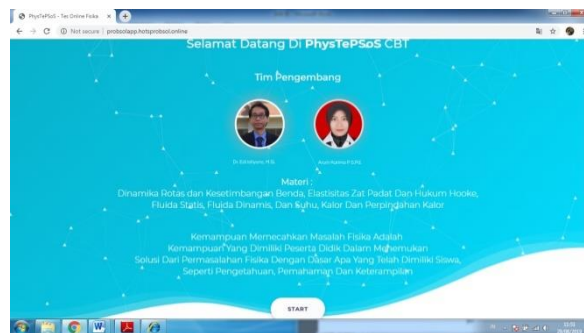 PhysTePSoS - Tes Online Fisika
Not secure | probsolapp.hotsprobsol.online
Selamat Datang Di PhysTePSoS CBT
Tim Pengembang
Materi :
Dinamika Rotas dan Kesetimbangan Benda, Elastisitas Zat Padat Dan Hukum Hooke,
Fluida Statis, Fluida Dinamis, Dan Suhu, Kalor Dan Perpindahan Kalor
Kemampuan Memecahkan Masalah Fisika Adalah
Kemampuan Yang Dimiliki Peserta Didik Dalam Menemukan
Solusi Dari Permasalahan Fisika Dengan Dasar Apa Yang Telah Dimiliki Siswa,
Seperti Pengetahuan, Pemahaman Dan Keterampilan
START